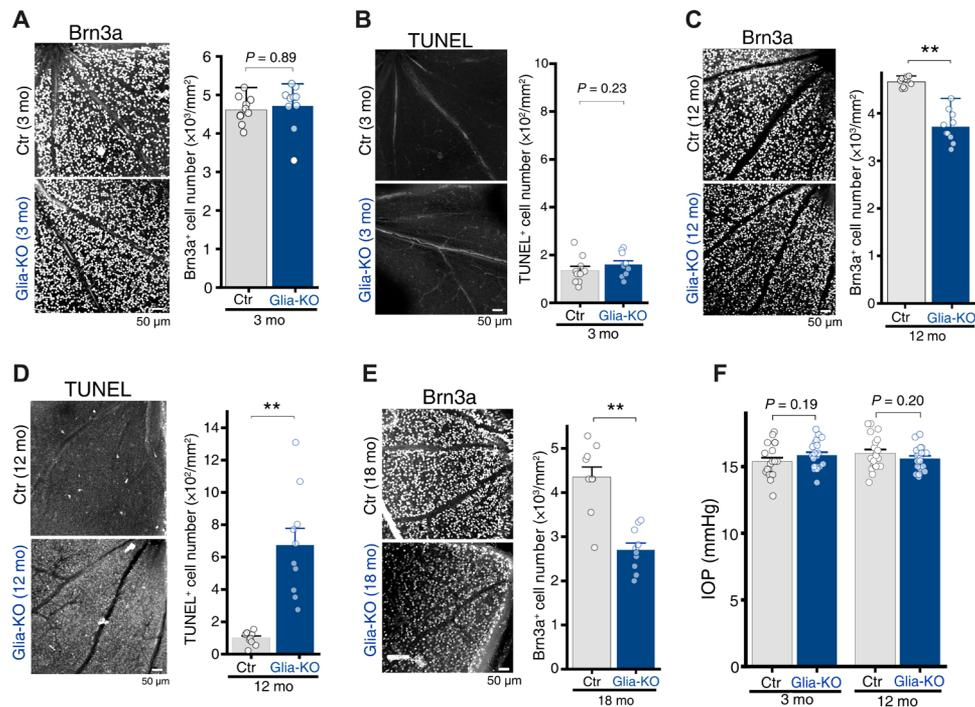 A
Brn3a
Ctr (3 mo)
Glia-KO (3 mo)
50 µm
Brn3a⁺ cell number (×10³/mm²)
6
5
4
3
2
1
0
P = 0.89
Ctr
Glia-KO
3 mo
B
TUNEL
Ctr (3 mo)
Glia-KO (3 mo)
50 µm
TUNEL⁺ cell number (×10²/mm²)
10
8
6
4
2
0
P = 0.23
Ctr
Glia-KO
3 mo
C
Brn3a
Ctr (12 mo)
Glia-KO (12 mo)
50 µm
Brn3a⁺ cell number (×10³/mm²)
4
3
2
1
0
**
Ctr
Glia-KO
12 mo
D
TUNEL
Ctr (12 mo)
Glia-KO (12 mo)
50 µm
TUNEL⁺ cell number (×10²/mm²)
14
12
10
8
6
4
2
0
**
Ctr
Glia-KO
12 mo
E
Brn3a
Ctr (18 mo)
Glia-KO (18 mo)
50 µm
Brn3a⁺ cell number (×10³/mm²)
5
4
3
2
1
0
**
Ctr
Glia-KO
18 mo
F
IOP (mmHg)
15
10
5
0
P = 0.19
P = 0.20
Ctr
Glia-KO
Ctr
Glia-KO
3 mo
12 mo